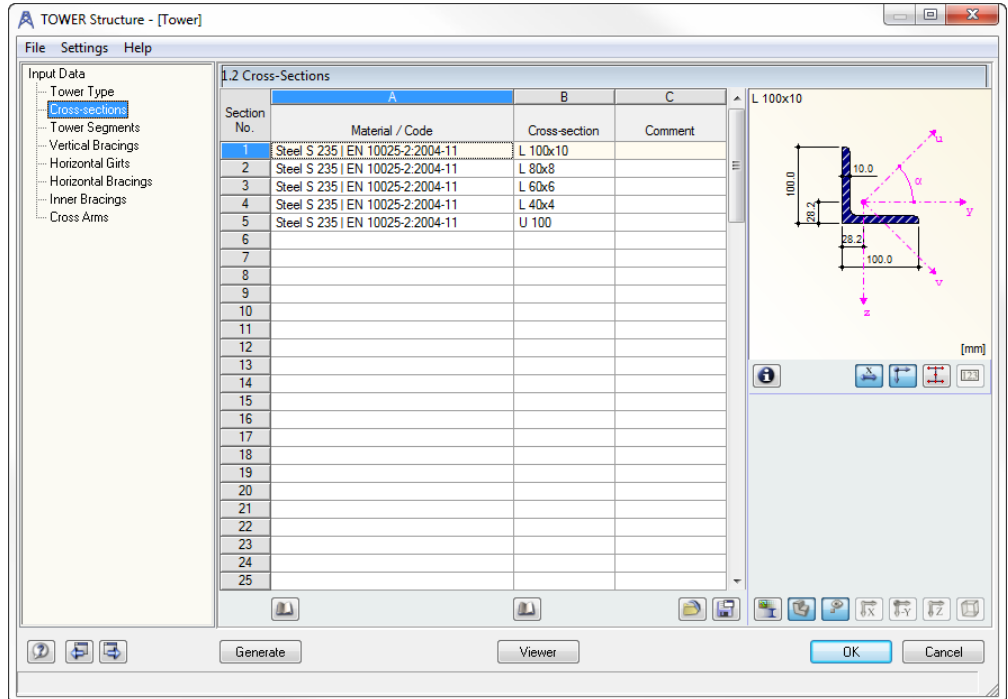 TOWER Structure - [Tower]
File Settings Help
Input Data
Tower Type
Cross-sections
Tower Segments
Vertical Bracings
Horizontal Girts
Horizontal Bracings
Inner Bracings
Cross Arms
1.2 Cross-Sections
A B C
Section No. Material / Code Cross-section Comment
1 Steel S 235 | EN 10025-2:2004-11 L 100x10
2 Steel S 235 | EN 10025-2:2004-11 L 80x8
3 Steel S 235 | EN 10025-2:2004-11 L 60x6
4 Steel S 235 | EN 10025-2:2004-11 L 40x4
5 Steel S 235 | EN 10025-2:2004-11 U 100
6
7
8
9
10
11
12
13
14
15
16
17
18
19
20
21
22
23
24
25
L 100x10
u
10.0
100.0
α
28.2
y
28.2
100.0
v
z
[mm]
X 123
X -Y Z
Generate Viewer OK Cancel